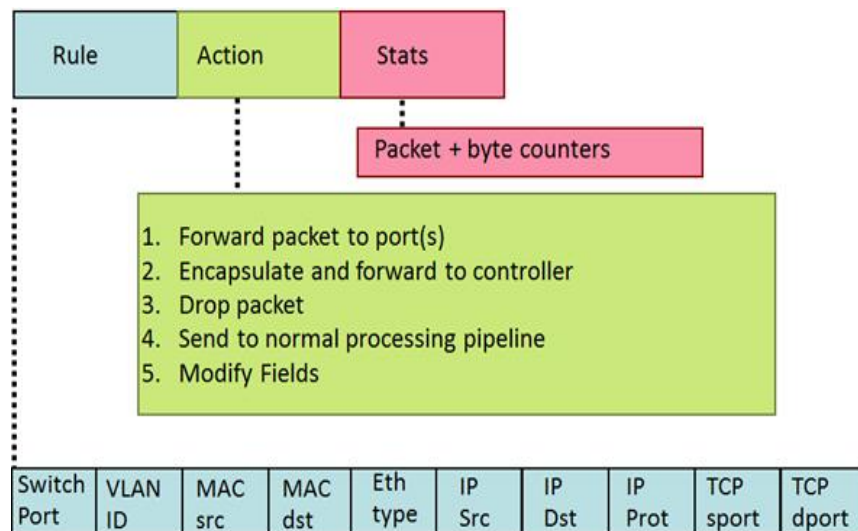 Rule Action Stats
Packet + byte counters
1. Forward packet to port(s)
2. Encapsulate and forward to controller
3. Drop packet
4. Send to normal processing pipeline
5. Modify Fields
Switch Port
VLAN ID
MAC src
MAC dst
Eth type
IP Src
IP Dst
IP Prot
TCP sport
TCP dport